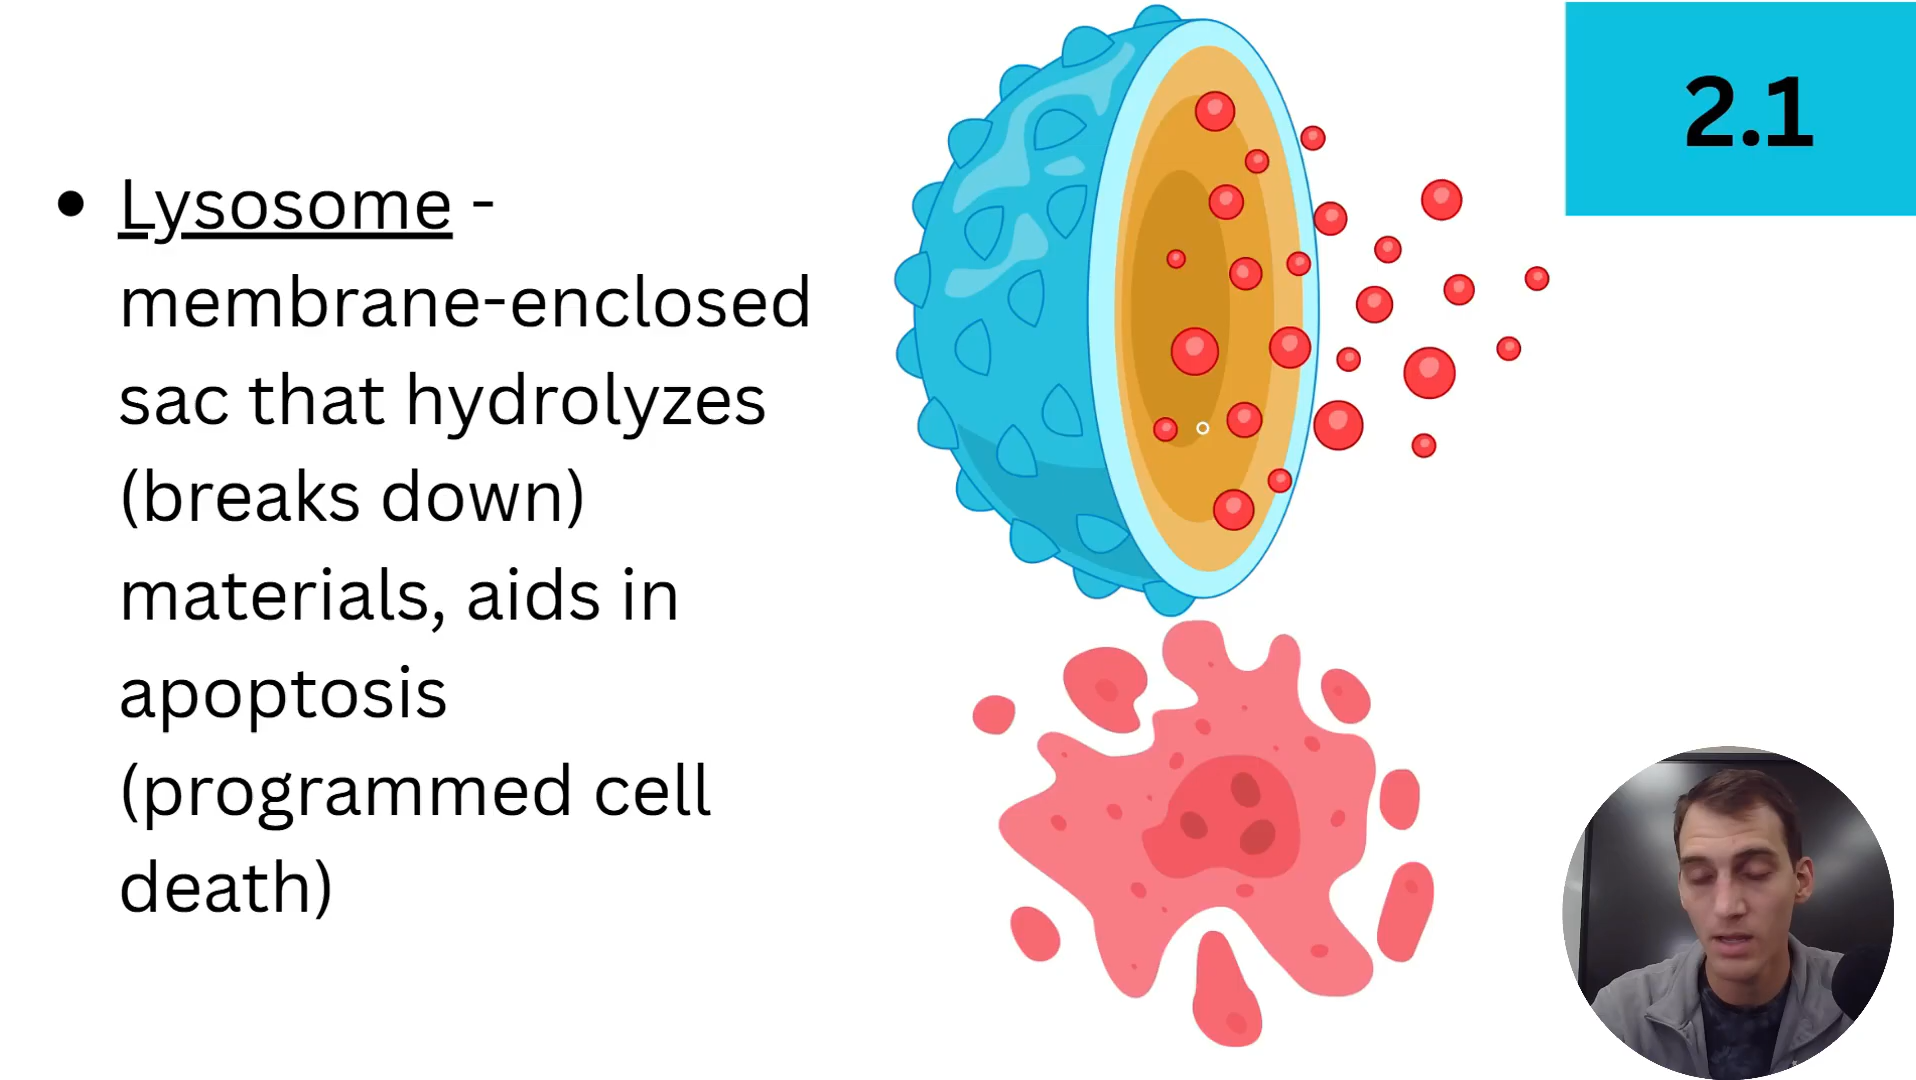 2.1
• Lysosome -
membrane-enclosed
sac that hydrolyzes
(breaks down)
materials, aids in
apoptosis
(programmed cell
death)